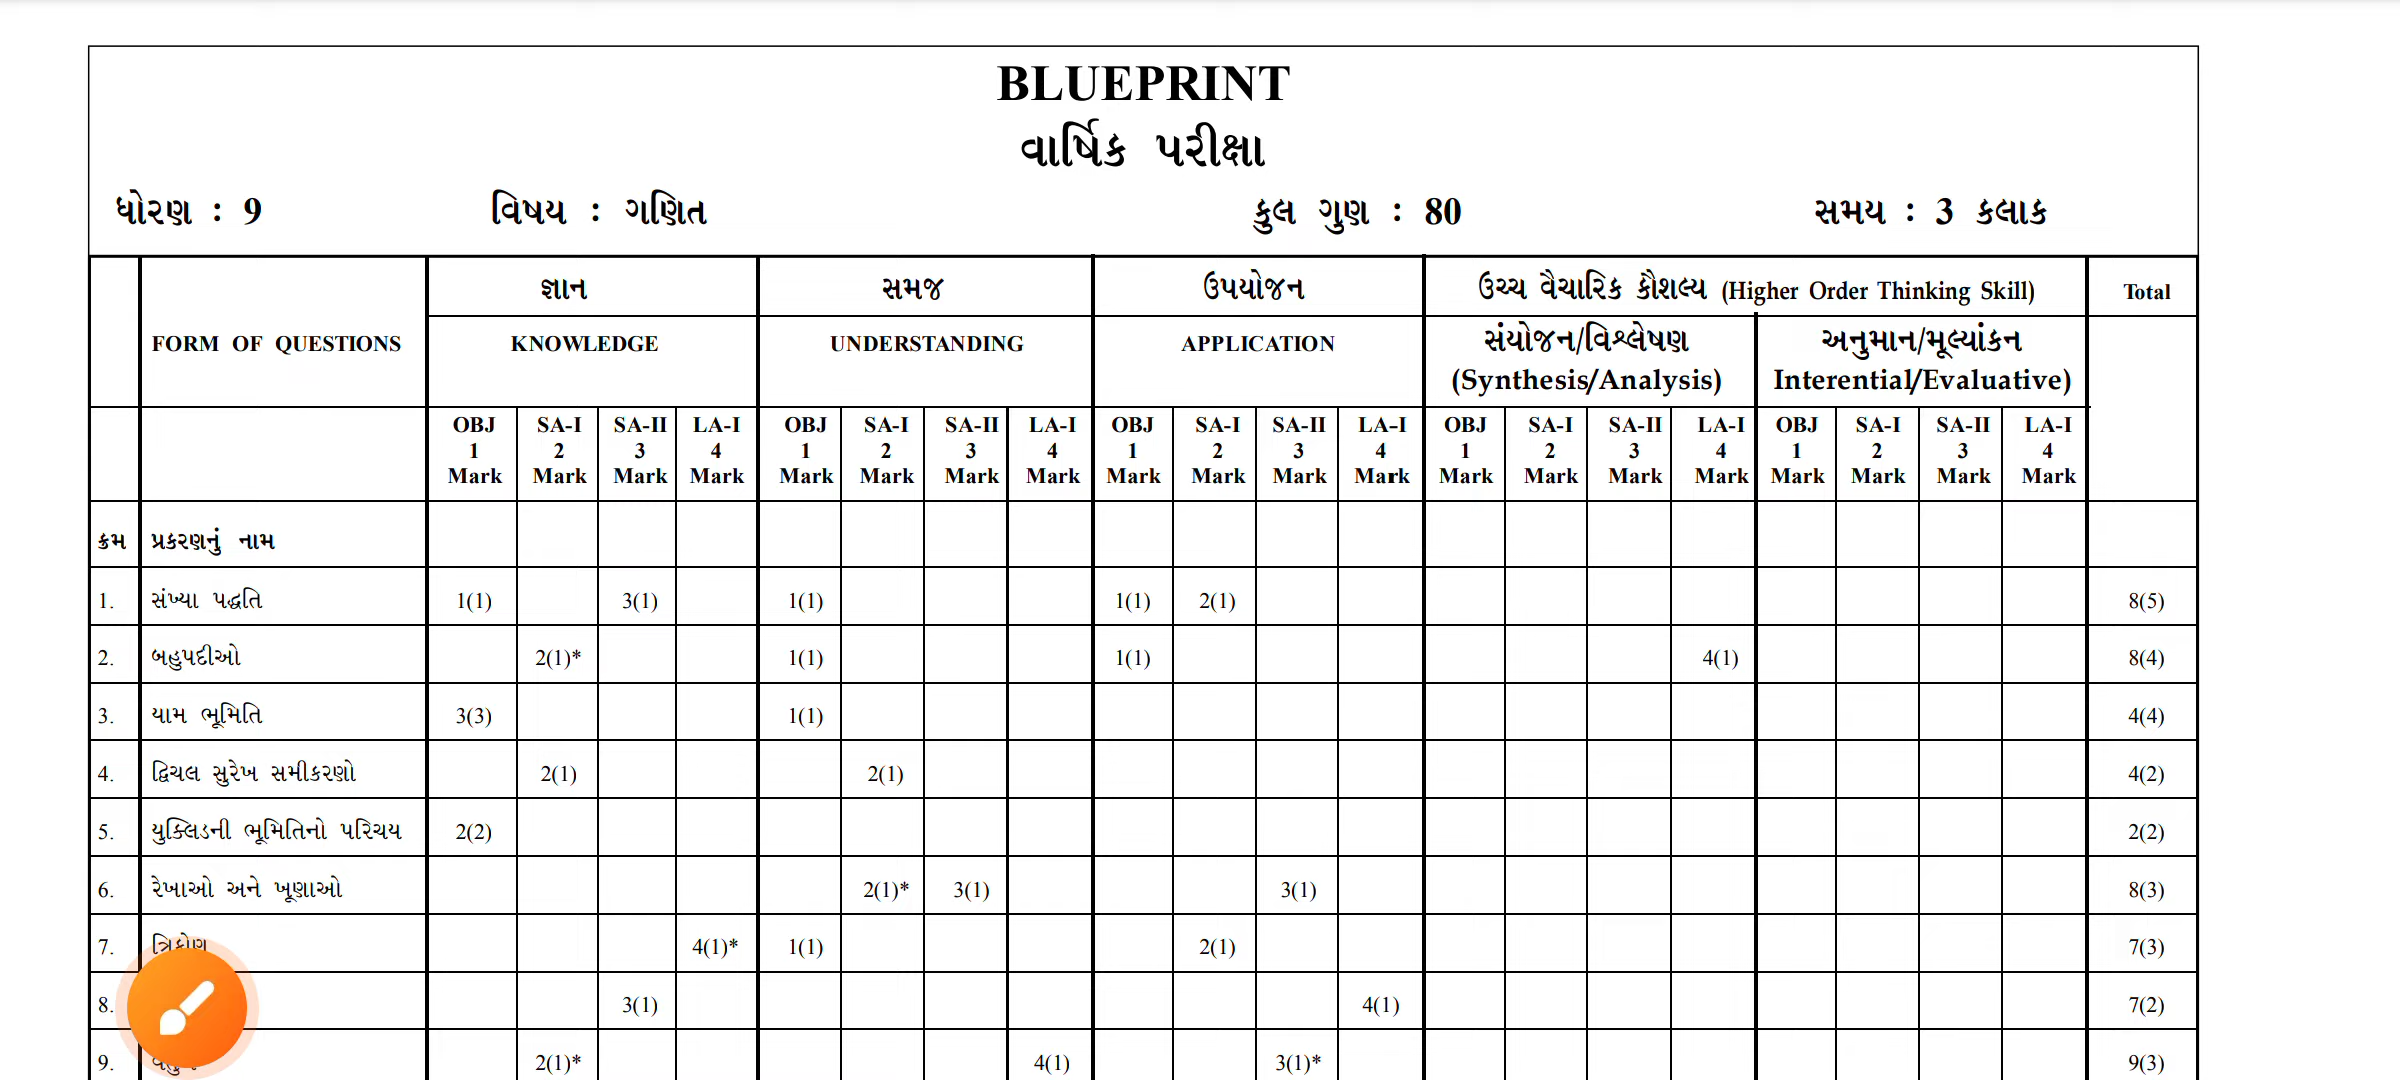 BLUEPRINT
વાર્ષિક પરીક્ષા
ધોરણ : 9 વિષય : ગણિત કુલ ગુણ : 80 સમય : 3 કલાક
જ્ઞાન સમજ ઉપયોજન ઉચ્ચ વૈચારિક કૌશલ્ય (Higher Order Thinking Skill) Total
FORM OF QUESTIONS KNOWLEDGE UNDERSTANDING APPLICATION સંયોજન/વિશ્લેષણ અનુમાન/મૂલ્યાંકન
(Synthesis/Analysis) Interential/Evaluative)
OBJ SA-I SA-II LA-I OBJ SA-I SA-II LA-I OBJ SA-I SA-II LA-I OBJ SA-I SA-II LA-I OBJ SA-I SA-II LA-I
1 2 3 4 1 2 3 4 1 2 3 4 1 2 3 4 1 2 3 4
Mark Mark Mark Mark Mark Mark Mark Mark Mark Mark Mark Mark Mark Mark Mark Mark Mark Mark Mark Mark
ક્રમ પ્રકરણનું નામ
1. સંખ્યા પદ્ધતિ 1(1) 3(1) 1(1) 1(1) 2(1) 8(5)
2. બહુપદીઓ 2(1)* 1(1) 1(1) 4(1) 8(4)
3. યામ ભૂમિતિ 3(3) 1(1) 4(4)
4. દ્વિચલ સુરેખ સમીકરણો 2(1) 2(1) 4(2)
5. યુક્લિડની ભૂમિતિનો પરિચય 2(2) 2(2)
6. રેખાઓ અને ખૂણાઓ 2(1)* 3(1) 3(1) 8(3)
7. ત્રિકોણ 4(1)* 1(1) 2(1) 7(3)
8. 3(1) 4(1) 7(2)
9. 2(1)* 4(1) 3(1)* 9(3)